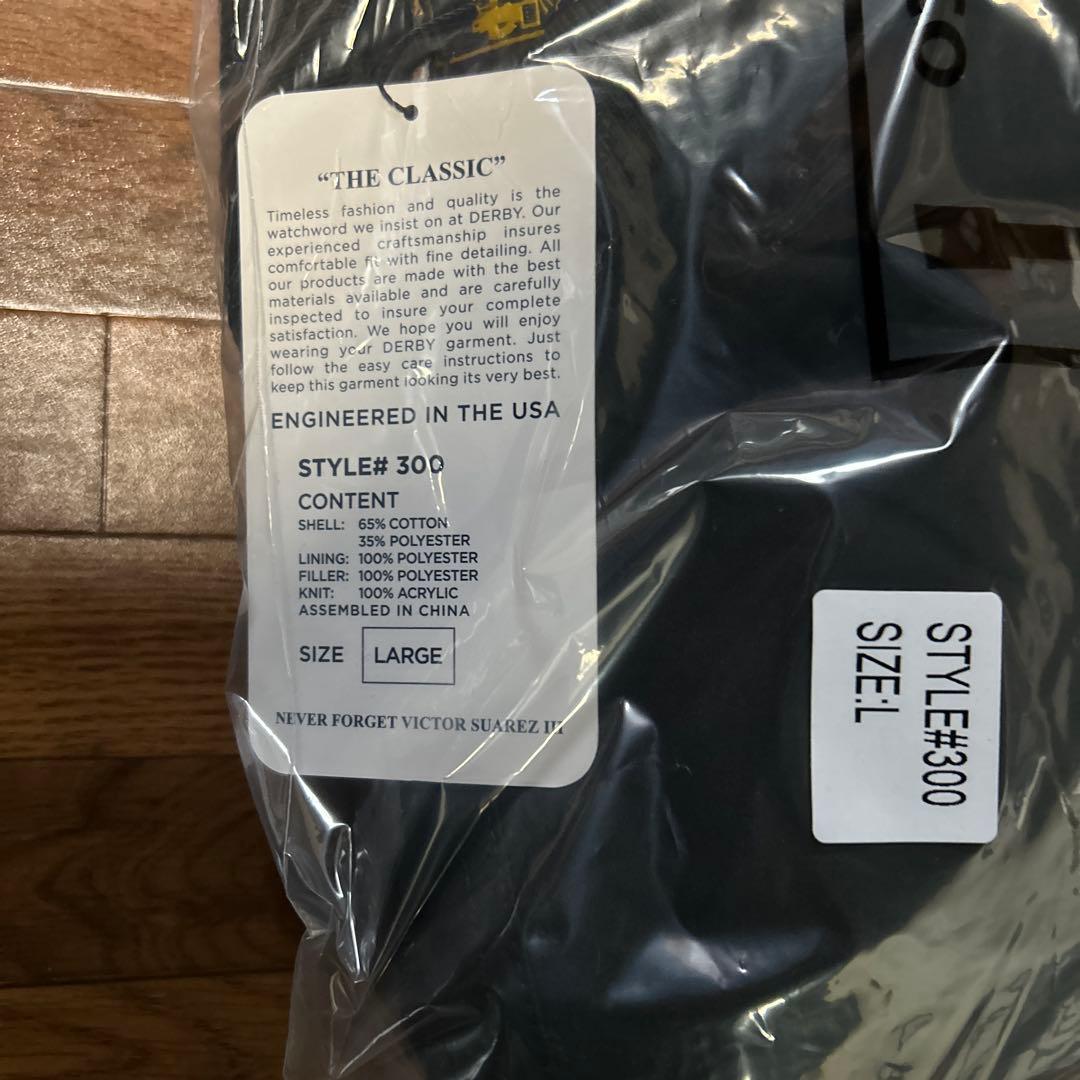 “THE CLASSIC”
Timeless fashion and quality is the
watchword we insist on at DERBY. Our
experienced craftsmanship insures
comfortable fit with fine detailing. All
our products are made with the best
materials available and are carefully
inspected to insure your complete
satisfaction. We hope you will enjoy
wearing your DERBY garment. Just
follow the easy care instructions to
keep this garment looking its very best.
ENGINEERED IN THE USA
STYLE# 300
CONTENT
SHELL: 65% COTTON
35% POLYESTER
LINING: 100% POLYESTER
FILLER: 100% POLYESTER
KNIT: 100% ACRYLIC
ASSEMBLED IN CHINA
SIZE LARGE
NEVER FORGET VICTOR SUAREZ III
STYLE#300
SIZE:L